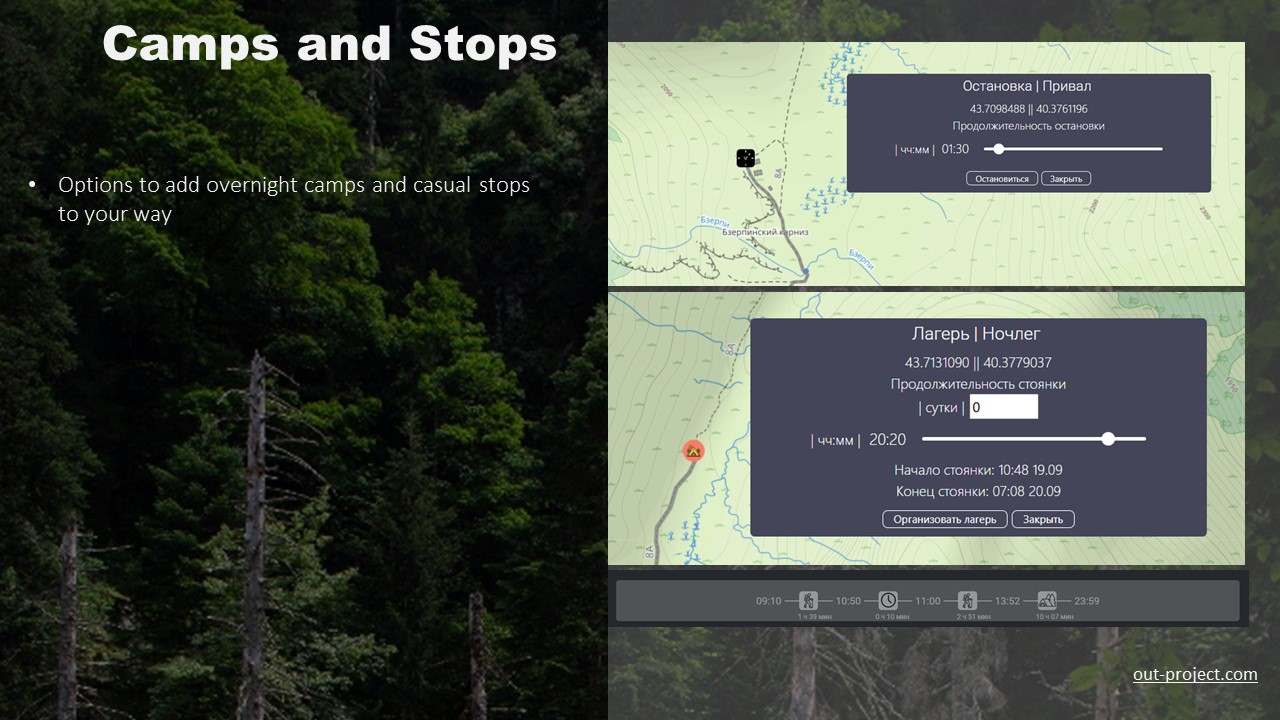 Camps and Stops
• Options to add overnight camps and casual stops
to your way
2050
Остановка | Привал
43.7098488 || 40.3761196
Продолжительность остановки
| чч:мм | 01:30
Остановиться Закрыть
8А
Бзерпи
Бзерпинский карниз
Бзерпи
2200
2300
8А
Лагерь | Ночлег
43.7131090 || 40.3779037
Продолжительность стоянки
| сутки | 0
| чч:мм | 20:20
Начало стоянки: 10:48 19.09
Конец стоянки: 07:08 20.09
Организовать лагерь Закрыть
1950
8А
09:10 10:50 11:00 13:52 23:59
1 ч 39 мин 0 ч 10 мин 2 ч 51 мин 10 ч 07 мин
out-project.com